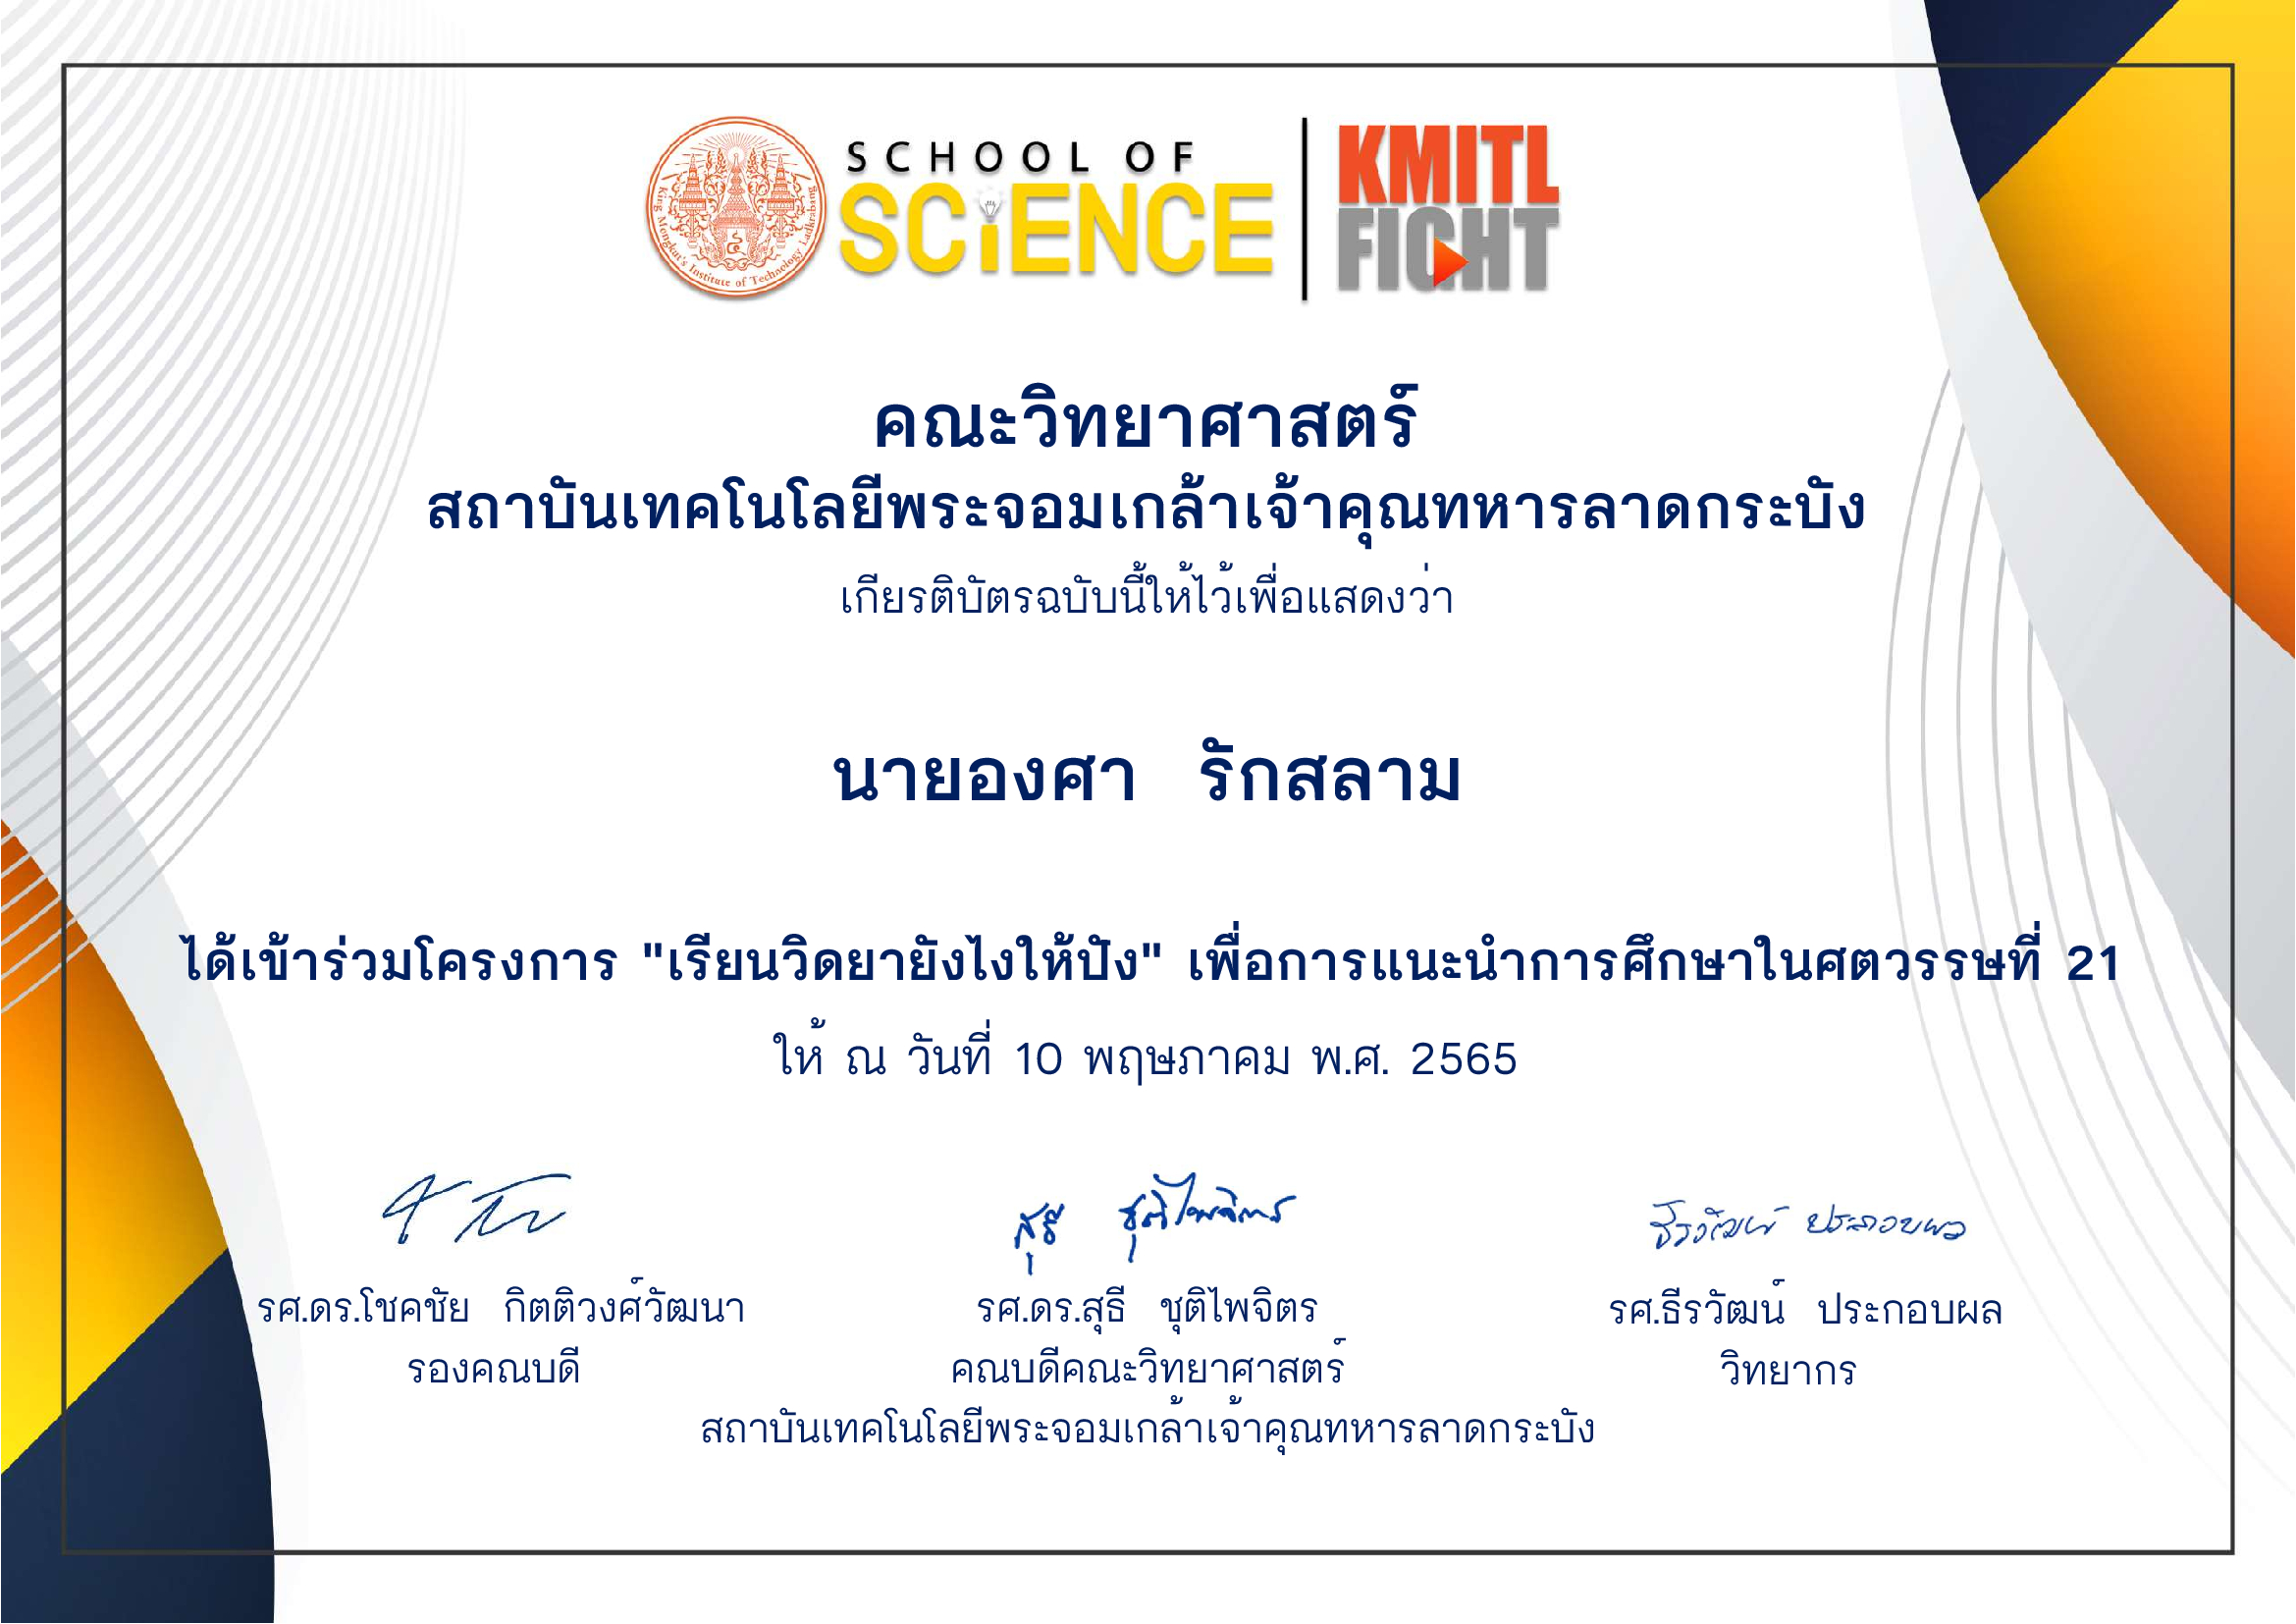 SCHOOL OF
SCiENCE
KMITL
FIGHT
King Mongkut's Institute of Technology Ladkrabang
คณะวิทยาศาสตร์
สถาบันเทคโนโลยีพระจอมเกล้าเจ้าคุณทหารลาดกระบัง
เกียรติบัตรฉบับนี้ให้ไว้เพื่อแสดงว่า
นายองศา รักสลาม
ได้เข้าร่วมโครงการ "เรียนวิดยายังไงให้ปัง" เพื่อการแนะนำการศึกษาในศตวรรษที่ 21
ให้ ณ วันที่ 10 พฤษภาคม พ.ศ. 2565
สุธี ชุติไพจิตร
ธีรวัฒน์ ประกอบผล
รศ.ดร.โชคชัย กิตติวงศ์วัฒนา
รองคณบดี
รศ.ดร.สุธี ชุติไพจิตร
คณบดีคณะวิทยาศาสตร์
สถาบันเทคโนโลยีพระจอมเกล้าเจ้าคุณทหารลาดกระบัง
รศ.ธีรวัฒน์ ประกอบผล
วิทยากร